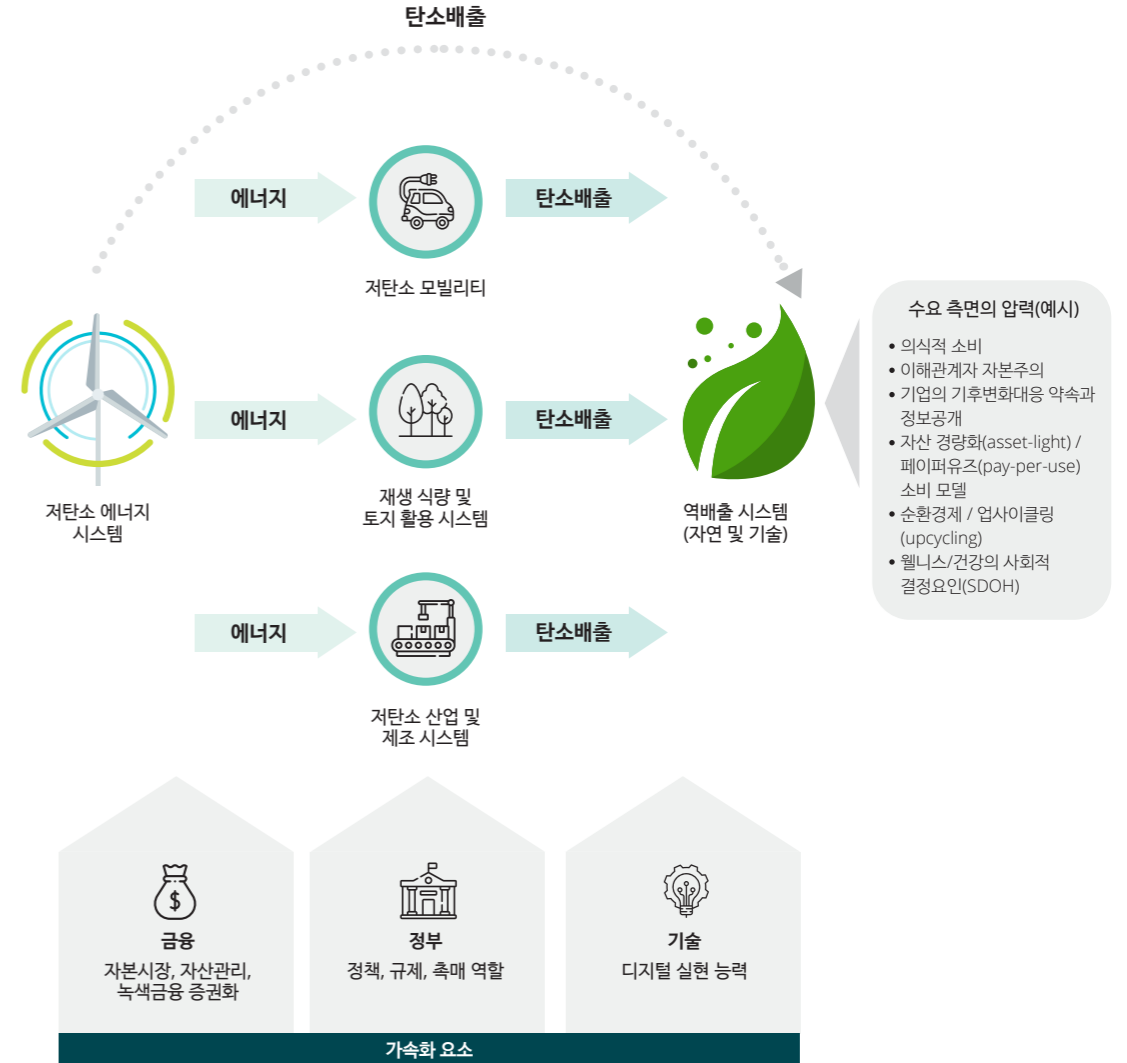 탄소배출
에너지
탄소배출
저탄소 모빌리티
에너지
탄소배출
재생 식량 및
토지 활용 시스템
에너지
탄소배출
저탄소 산업 및
제조 시스템
저탄소 에너지
시스템
역배출 시스템
(자연 및 기술)
수요 측면의 압력(예시)
• 의식적 소비
• 이해관계자 자본주의
• 기업의 기후변화대응 약속과
정보공개
• 자산 경량화(asset-light) /
페이퍼유즈(pay-per-use)
소비 모델
• 순환경제 / 업사이클링
(upcycling)
• 웰니스/건강의 사회적
결정요인(SDOH)
$
금융
자본시장, 자산관리,
녹색금융 증권화
정부
정책, 규제, 촉매 역할
기술
디지털 실현 능력
가속화 요소